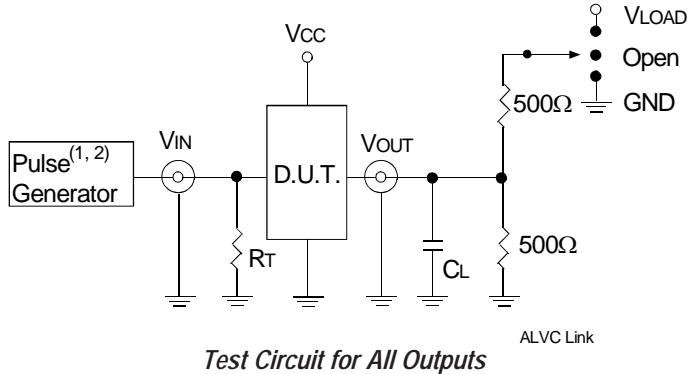 VLOAD
VCC
Open
500Ω
GND
VIN
VOUT
Pulse(1, 2)
Generator
D.U.T.
500Ω
RT
CL
ALVC Link
Test Circuit for All Outputs